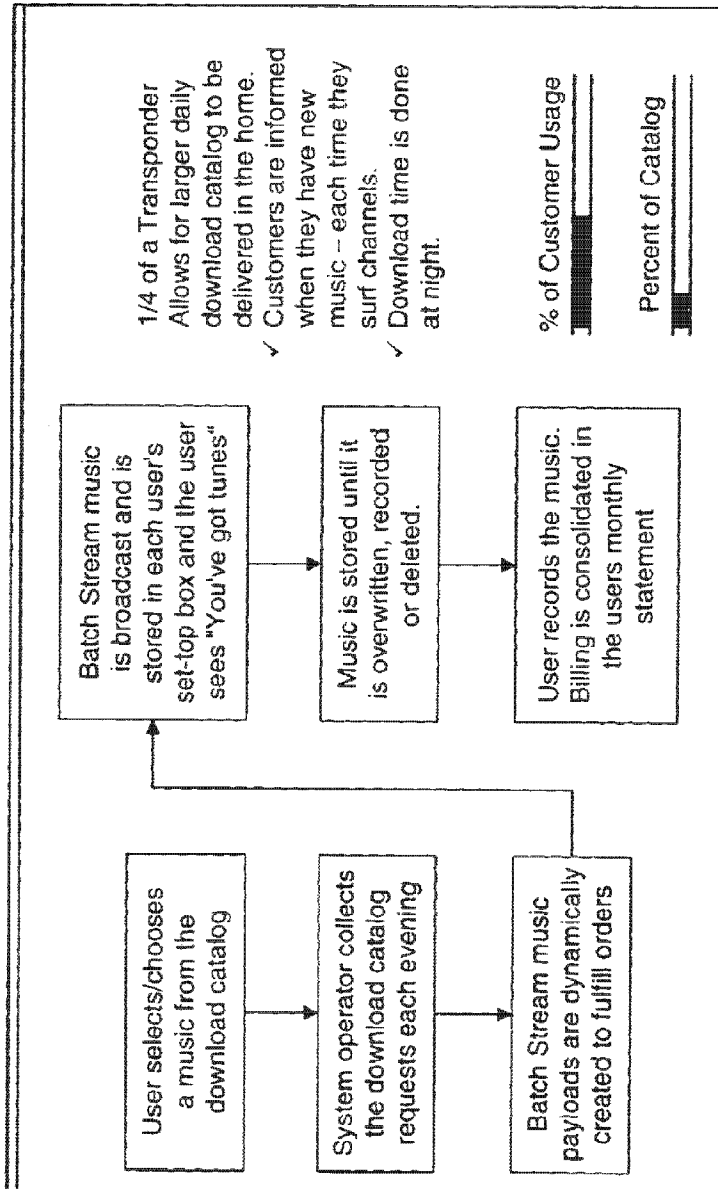 User selects/chooses
a music from the
download catalog
System operator collects
the download catalog
requests each evening
Batch Stream music
payloads are dynamically
created to fulfill orders
Batch Stream music
is broadcast and is
stored in each user's
set-top box and the user
sees "You've got tunes"
Music is stored until it
is overwritten, recorded
or deleted.
User records the music.
Billing is consolidated in
the users monthly
statement
1/4 of a Transponder
Allows for larger daily
download catalog to be
delivered in the home.
✓ Customers are informed
when they have new
music – each time they
surf channels.
✓ Download time is done
at night.
% of Customer Usage
Percent of Catalog